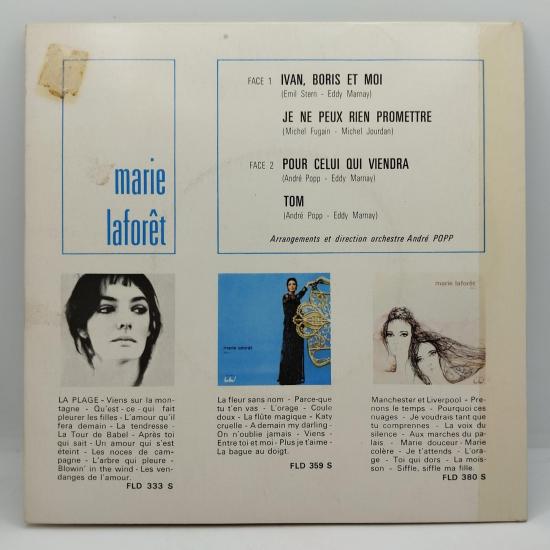 marie
laforêt
FACE 1 IVAN, BORIS ET MOI
(Emil Stern - Eddy Marnay)
JE NE PEUX RIEN PROMETTRE
(Michel Fugain - Michel Jourdan)
FACE 2 POUR CELUI QUI VIENDRA
(André Popp - Eddy Marnay)
TOM
(André Popp - Eddy Marnay)
Arrangements et direction orchestre André POPP
LA PLAGE - Viens sur la mon-
tagne - Qu'est-ce-qui fait
pleurer les filles - L'amour qu'il
fera demain - La tendresse -
La Tour de Babel - Après toi
qui sait - Un amour qui s'est
éteint - Les noces de cam-
pagne - L'arbre qui pleure -
Blowin' in the wind - Les ven-
danges de l'amour.
FLD 333 S
marie laforêt
La fleur sans nom - Parce-que
tu t'en vas - L'orage - Coule
doux - La flûte magique - Katy
cruelle - A demain my darling -
On n'oublie jamais - Viens -
Entre toi et moi - Plus je t'aime -
La bague au doigt.
FLD 359 S
marie laforêt
Manchester et Liverpool - Pre-
nons le temps - Pourquoi ces
nuages - Je voudrais tant que
tu comprennes - La voix du
silence - Aux marches du pa-
lais - Marie douceur - Marie
colère - Je t'attends - L'ora-
ge - Toi qui dors - La mois-
son - Siffle, siffle ma fille.
FLD 380 S